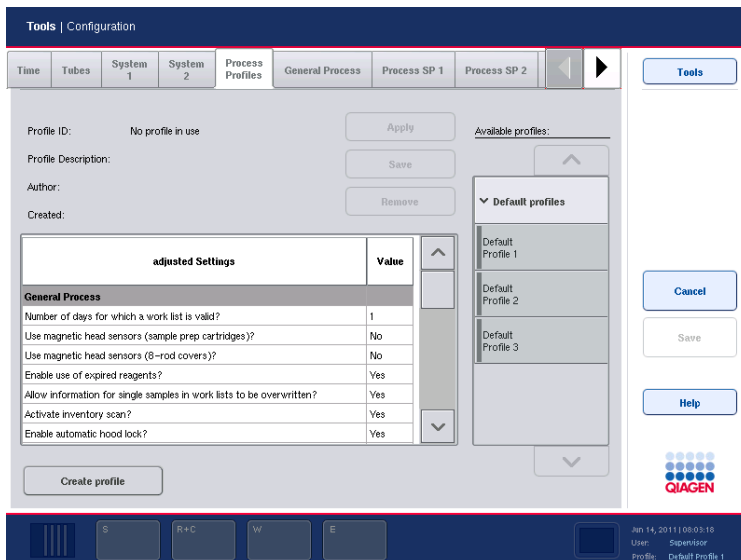 Tools | Configuration
Time
Tubes
System 1
System 2
Process Profiles
General Process
Process SP 1
Process SP 2
Tools
Profile ID: No profile in use
Profile Description:
Author:
Created:
Apply
Save
Remove
Available profiles:
Default profiles
Default Profile 1
Default Profile 2
Default Profile 3
adjusted Settings Value
General Process
Number of days for which a work list is valid? 1
Use magnetic head sensors (sample prep cartridges)? No
Use magnetic head sensors (8-rod covers)? No
Enable use of expired reagents? Yes
Allow information for single samples in work lists to be overwritten? Yes
Activate inventory scan? Yes
Enable automatic hood lock? Yes
Create profile
Cancel
Save
Help
QIAGEN
S
R+C
W
E
Jun 14, 2011 | 08:03:18
User: Supervisor
Profile: Default Profile 1